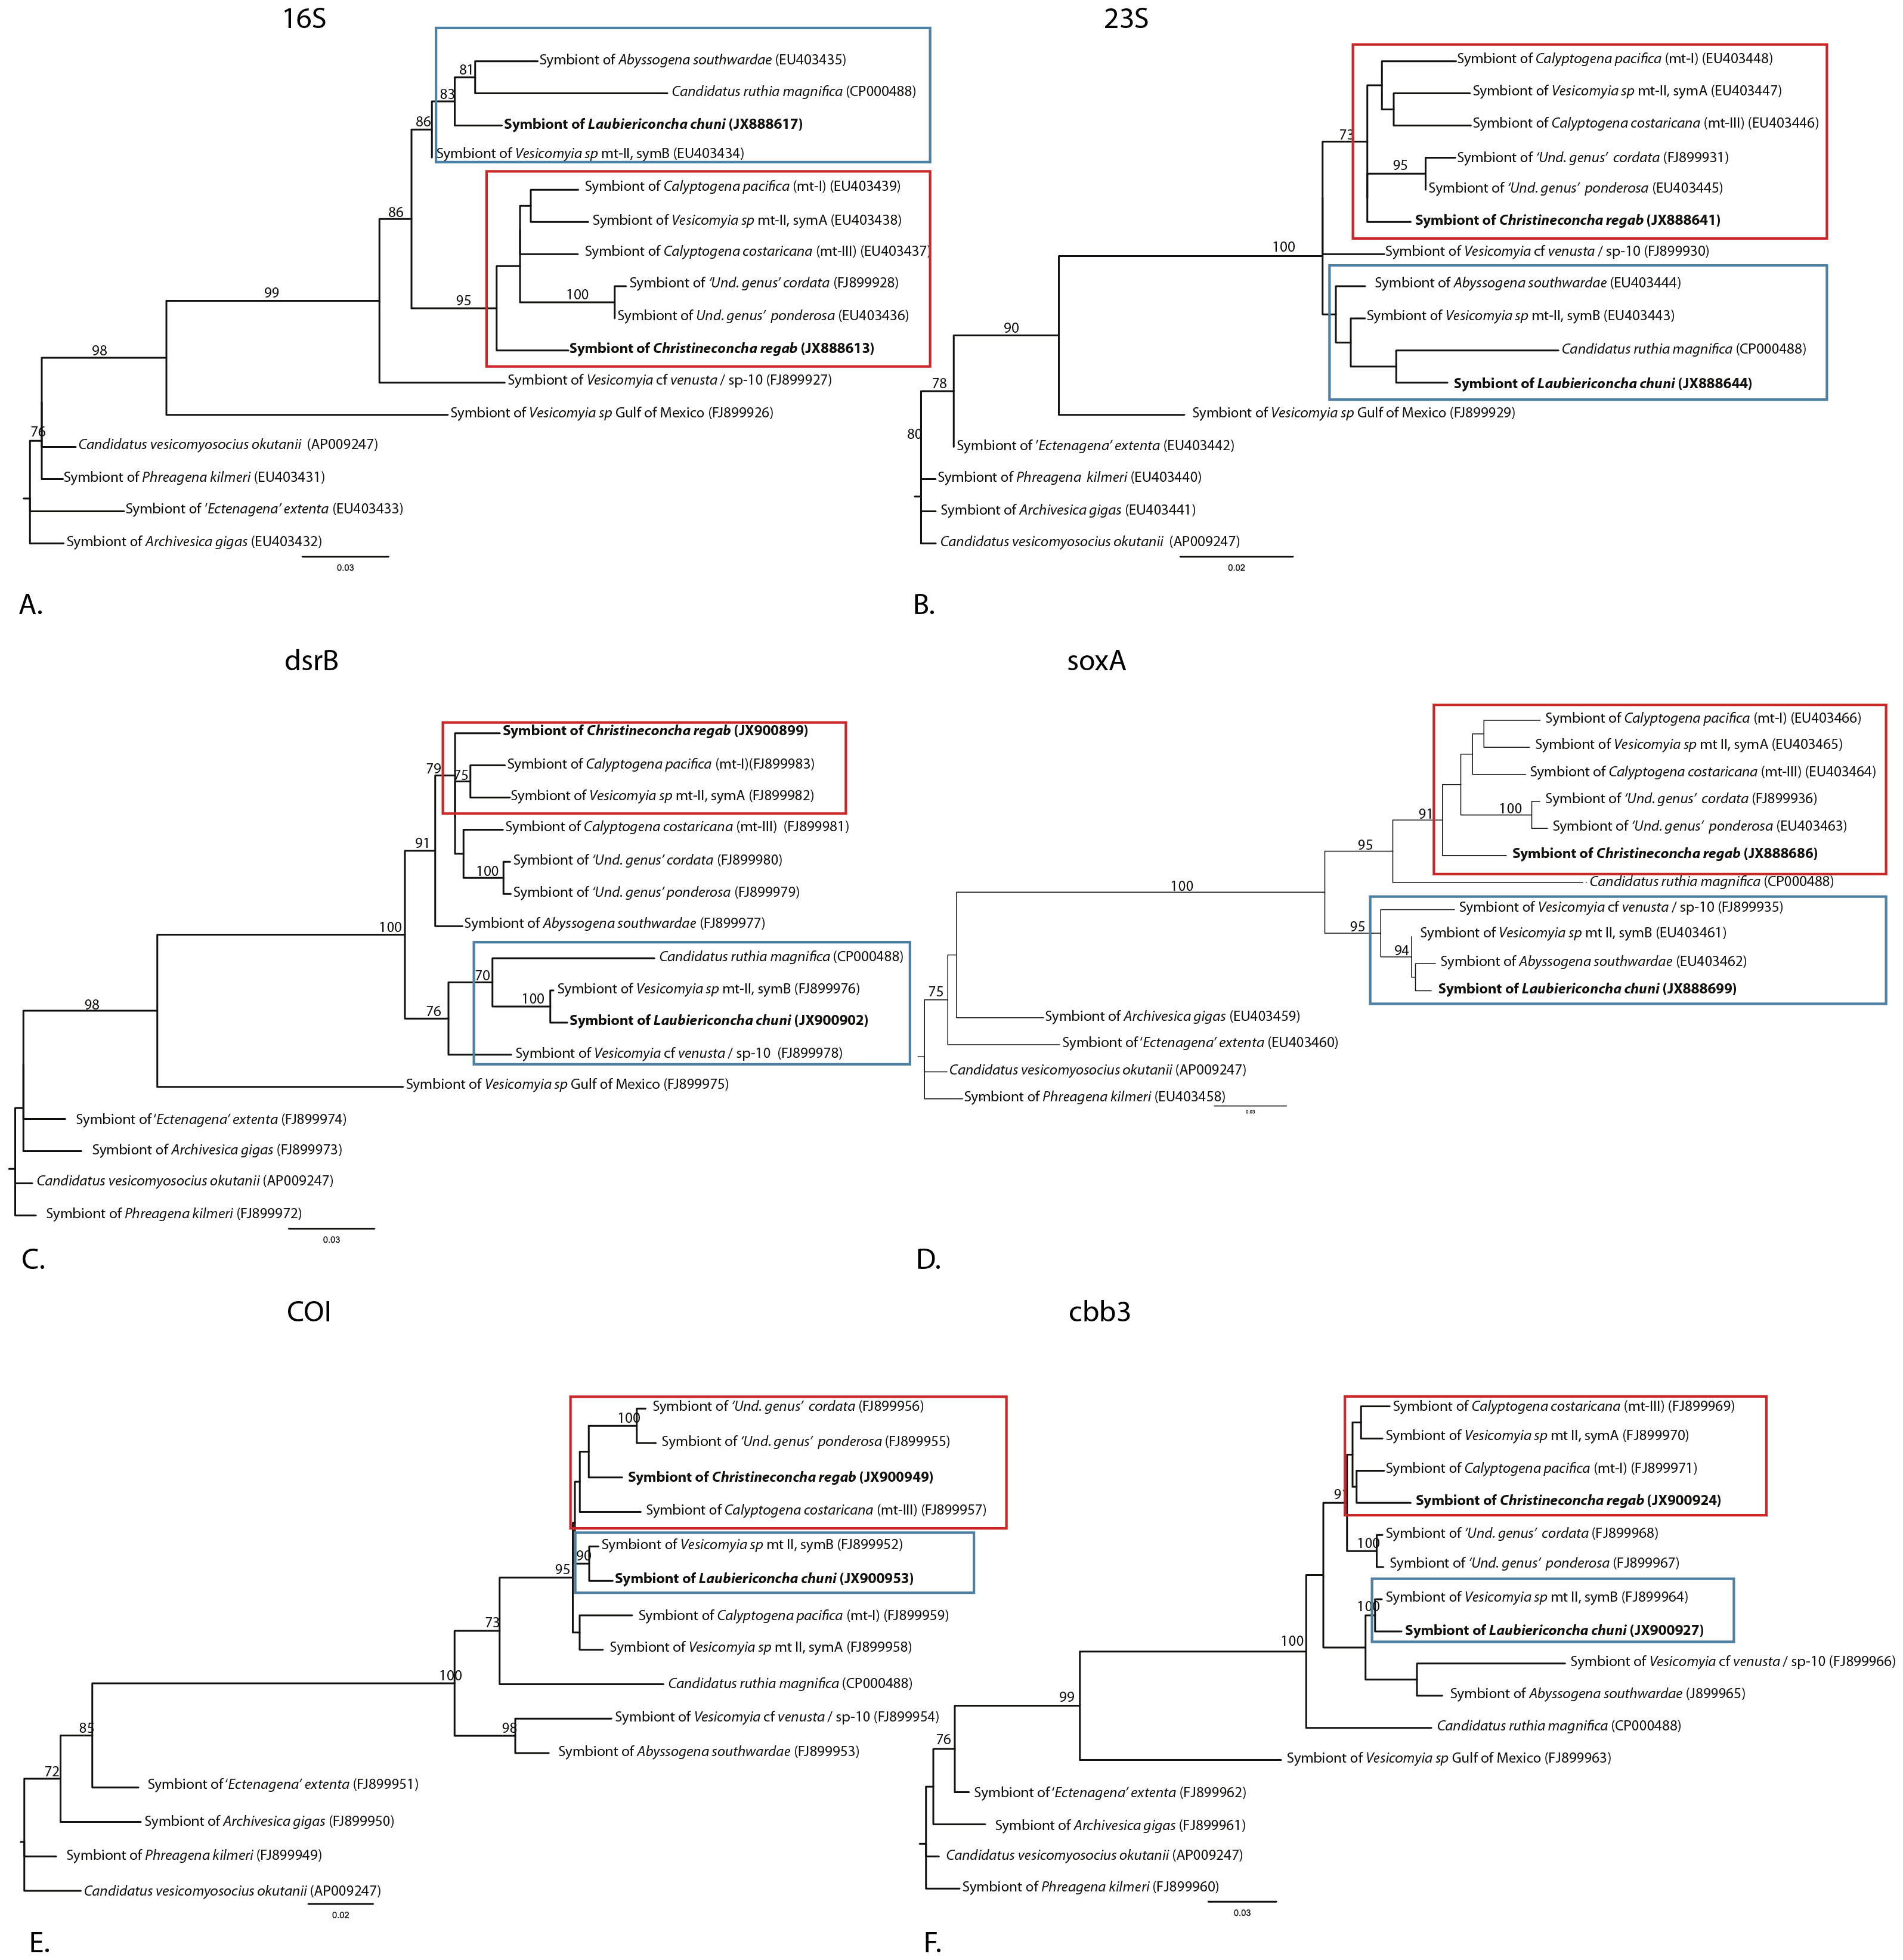 16S
81
Symbiont of Abyssogena southwardae (EU403435)
Candidatus ruthia magnifica (CP000488)
83
86
Symbiont of Laubiericoncha chuni (JX888617)
Symbiont of Vesicomyia sp mt-II, symB (EU403434)
Symbiont of Calyptogena pacifica (mt-I) (EU403439)
86
Symbiont of Vesicomyia sp mt-II, symA (EU403438)
Symbiont of Calyptogena costaricana (mt-III) (EU403437)
99
95
100
Symbiont of 'Und. genus' cordata (FJ899928)
Symbiont of Und. genus' ponderosa (EU403436)
98
Symbiont of Christineconcha regab (JX888613)
Symbiont of Vesicomyia cf venusta / sp-10 (FJ899927)
Symbiont of Vesicomyia sp Gulf of Mexico (FJ899926)
76
Candidatus vesicomyosocius okutanii (AP009247)
Symbiont of Phreagena kilmeri (EU403431)
Symbiont of 'Ectenagena' extenta (EU403433)
Symbiont of Archivesica gigas (EU403432)
0.03
A.
23S
Symbiont of Calyptogena pacifica (mt-I) (EU403448)
Symbiont of Vesicomyia sp mt-II, symA (EU403447)
Symbiont of Calyptogena costaricana (mt-III) (EU403446)
73
95
Symbiont of 'Und. genus' cordata (FJ899931)
Symbiont of 'Und. genus' ponderosa (EU403445)
Symbiont of Christineconcha regab (JX888641)
100
Symbiont of Vesicomyia cf venusta / sp-10 (FJ899930)
Symbiont of Abyssogena southwardae (EU403444)
Symbiont of Vesicomyia sp mt-II, symB (EU403443)
90
Candidatus ruthia magnifica (CP000488)
Symbiont of Laubiericoncha chuni (JX888644)
78
Symbiont of Vesicomyia sp Gulf of Mexico (FJ899929)
80
Symbiont of 'Ectenagena' extenta (EU403442)
Symbiont of Phreagena kilmeri (EU403440)
Symbiont of Archivesica gigas (EU403441)
Candidatus vesicomyosocius okutanii (AP009247)
0.02
B.
dsrB
Symbiont of Christineconcha regab (JX900899)
79
75
Symbiont of Calyptogena pacifica (mt-I)(FJ899983)
Symbiont of Vesicomyia sp mt-II, symA (FJ899982)
Symbiont of Calyptogena costaricana (mt-III) (FJ899981)
91
Symbiont of 'Und. genus' cordata (FJ899980)
100
Symbiont of 'Und. genus' ponderosa (FJ899979)
Symbiont of Abyssogena southwardae (FJ899977)
100
Candidatus ruthia magnifica (CP000488)
70
Symbiont of Vesicomyia sp mt-II, symB (FJ899976)
100
Symbiont of Laubiericoncha chuni (JX900902)
98
76
Symbiont of Vesicomyia cf venusta / sp-10 (FJ899978)
Symbiont of Vesicomyia sp Gulf of Mexico (FJ899975)
Symbiont of 'Ectenagena' extenta (FJ899974)
Symbiont of Archivesica gigas (FJ899973)
Candidatus vesicomyosocius okutanii (AP009247)
Symbiont of Phreagena kilmeri (FJ899972)
0.03
C.
soxA
Symbiont of Calyptogena pacifica (mt-I) (EU403466)
Symbiont of Vesicomyia sp mt II, symA (EU403465)
Symbiont of Calyptogena costaricana (mt-III) (EU403464)
Symbiont of 'Und. genus' cordata (FJ899936)
100
91
Symbiont of 'Und. genus' ponderosa (EU403463)
95
Symbiont of Christineconcha regab (JX888686)
100
Candidatus ruthia magnifica (CP000488)
Symbiont of Vesicomyia cf venusta / sp-10 (FJ899935)
95
Symbiont of Vesicomyia sp mt II, symB (EU403461)
94
Symbiont of Abyssogena southwardae (EU403462)
Symbiont of Laubiericoncha chuni (JX888699)
75
Symbiont of Archivesica gigas (EU403459)
Symbiont of 'Ectenagena' extenta (EU403460)
Candidatus vesicomyosocius okutanii (AP009247)
Symbiont of Phreagena kilmeri (EU403458)
0.03
D.
COI
Symbiont of 'Und. genus' cordata (FJ899956)
100
Symbiont of 'Und. genus' ponderosa (FJ899955)
Symbiont of Christineconcha regab (JX900949)
Symbiont of Calyptogena costaricana (mt-III) (FJ899957)
Symbiont of Vesicomyia sp mt II, symB (FJ899952)
90
95
Symbiont of Laubiericoncha chuni (JX900953)
Symbiont of Calyptogena pacifica (mt-I) (FJ899959)
73
Symbiont of Vesicomyia sp mt II, symA (FJ899958)
100
Candidatus ruthia magnifica (CP000488)
Symbiont of Vesicomyia cf venusta / sp-10 (FJ899954)
98
85
Symbiont of Abyssogena southwardae (FJ899953)
72
Symbiont of 'Ectenagena' extenta (FJ899951)
Symbiont of Archivesica gigas (FJ899950)
Symbiont of Phreagena kilmeri (FJ899949)
Candidatus vesicomyosocius okutanii (AP009247)
0.02
E.
cbb3
Symbiont of Calyptogena costaricana (mt-III) (FJ899969)
Symbiont of Vesicomyia sp mt II, symA (FJ899970)
Symbiont of Calyptogena pacifica (mt-I) (FJ899971)
91
Symbiont of Christineconcha regab (JX900924)
Symbiont of 'Und. genus' cordata (FJ899968)
100
Symbiont of 'Und. genus' ponderosa (FJ899967)
Symbiont of Vesicomyia sp mt II, symB (FJ899964)
100
Symbiont of Laubiericoncha chuni (JX900927)
100
Symbiont of Vesicomyia cf venusta / sp-10 (FJ899966)
Symbiont of Abyssogena southwardae (J899965)
99
Candidatus ruthia magnifica (CP000488)
76
Symbiont of Vesicomyia sp Gulf of Mexico (FJ899963)
Symbiont of 'Ectenagena' extenta (FJ899962)
Symbiont of Archivesica gigas (FJ899961)
Candidatus vesicomyosocius okutanii (AP009247)
Symbiont of Phreagena kilmeri (FJ899960)
0.03
F.